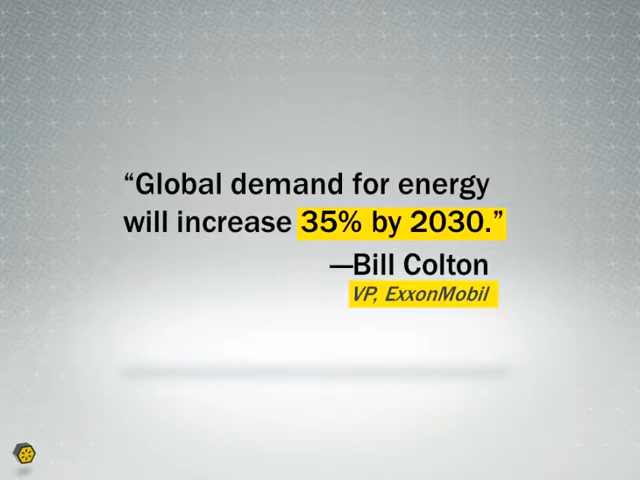 “Global demand for energy
will increase 35% by 2030.”
—Bill Colton
VP, ExxonMobil